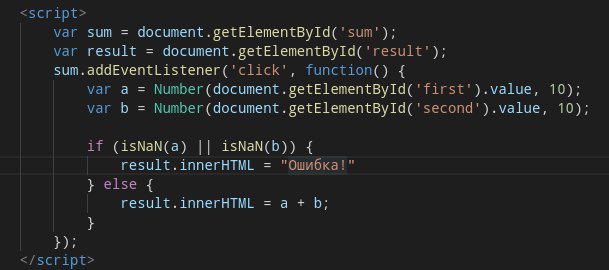 <script>
var sum = document.getElementById('sum');
var result = document.getElementById('result');
sum.addEventListener('click', function() {
var a = Number(document.getElementById('first').value, 10);
var b = Number(document.getElementById('second').value, 10);
if (isNaN(a) || isNaN(b)) {
result.innerHTML = "Ошибка!"
} else {
result.innerHTML = a + b;
}
});
</script>